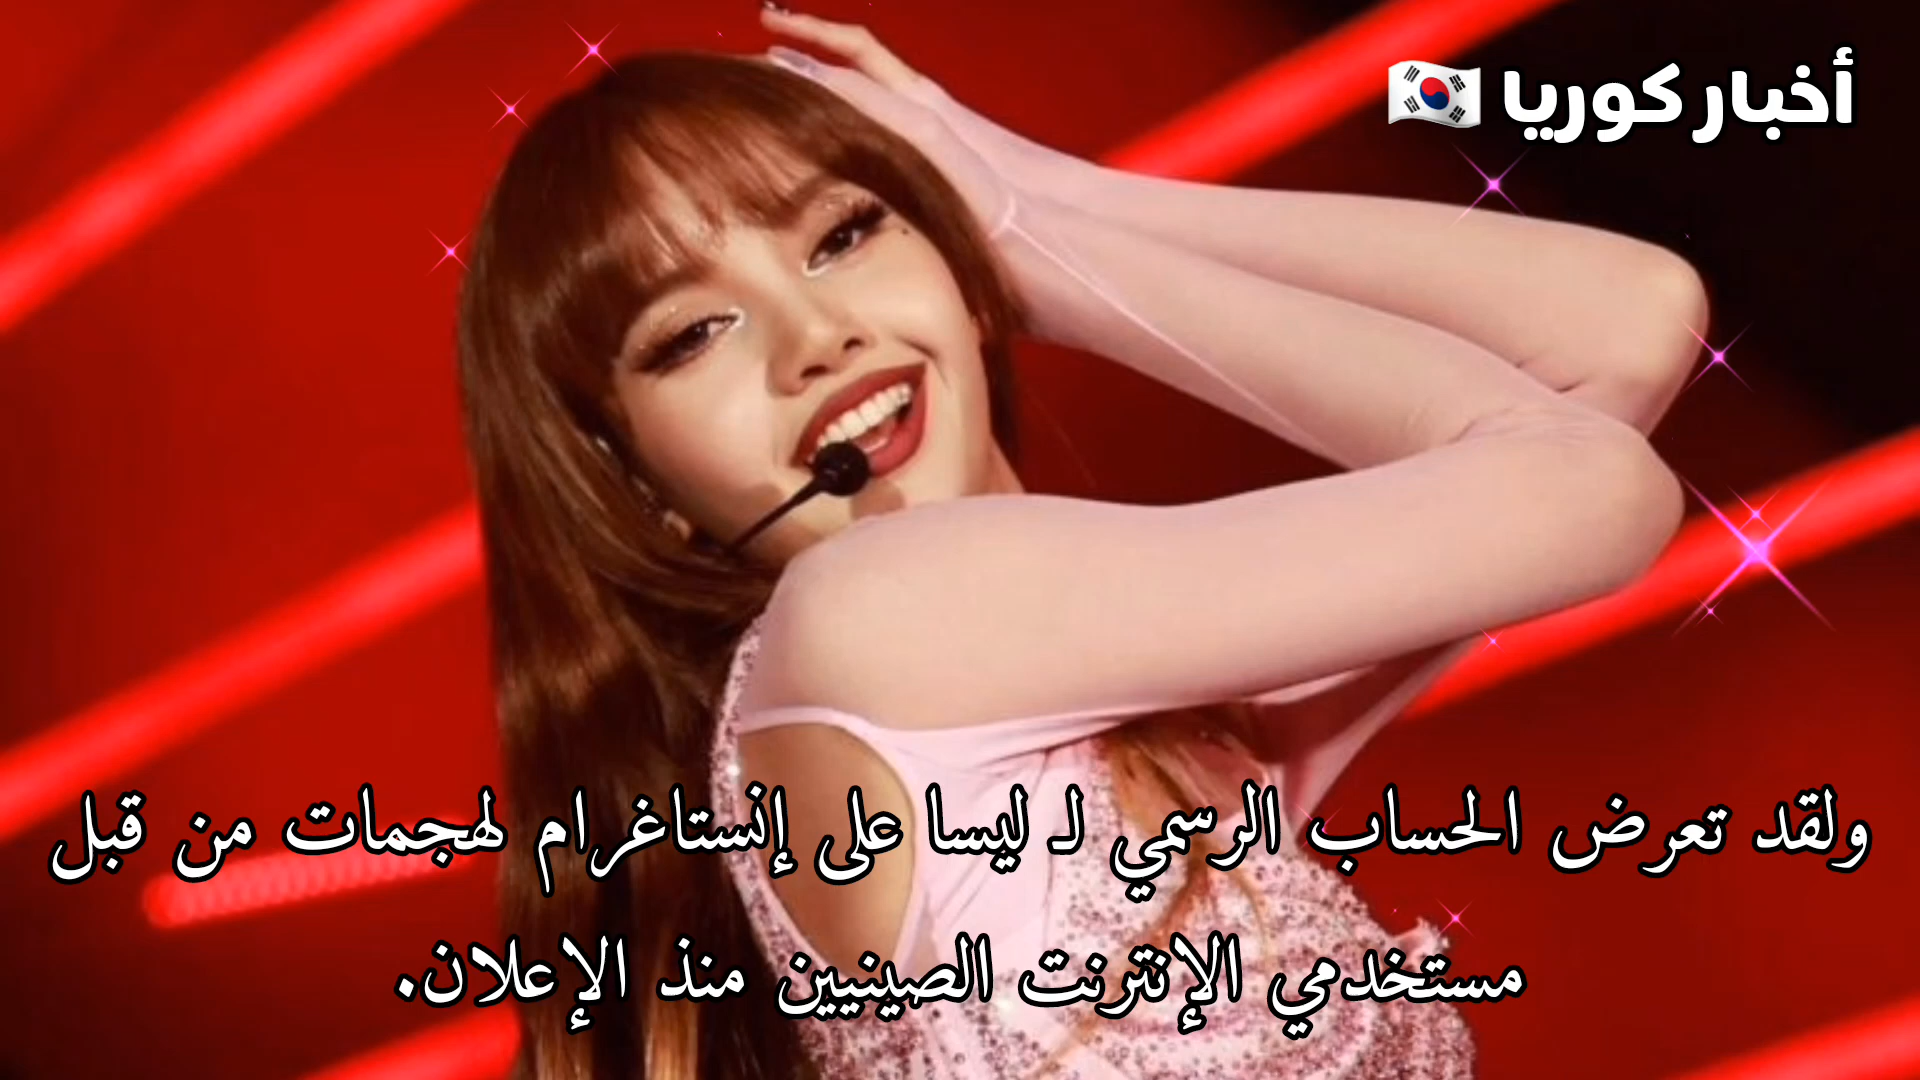 أخبار كوريا 🇰🇷
ولقد تعرض الحساب الرسمي لـ ليسا على إنستاغرام لهجمات من قبل
مستخدمي الإنترنت الصينيين منذ الإعلان.